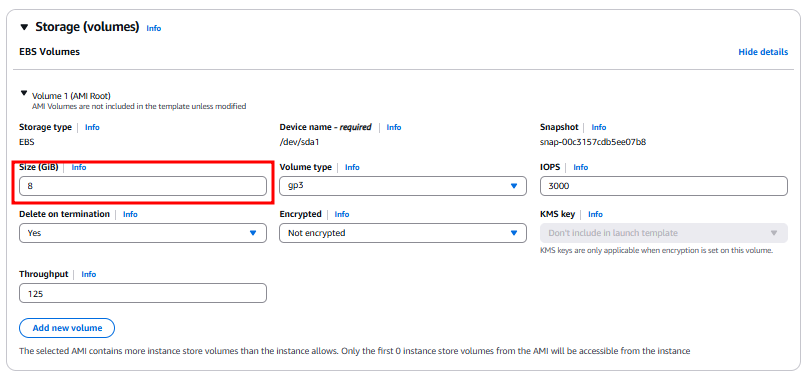 Storage (volumes) Info
EBS Volumes Hide details
Volume 1 (AMI Root)
AMI Volumes are not included in the template unless modified
Storage type Info Device name – required Info Snapshot Info
EBS /dev/sda1 snap-00c3157cdb5ee07b8
Size (GiB) Info Volume type Info IOPS Info
8 gp3 3000
Delete on termination Info Encrypted Info KMS key Info
Yes Not encrypted Don't include in launch template
KMS keys are only applicable when encryption is set on this volume.
Throughput Info
125
Add new volume
The selected AMI contains more instance store volumes than the instance allows. Only the first 0 instance store volumes from the AMI will be accessible from the instance